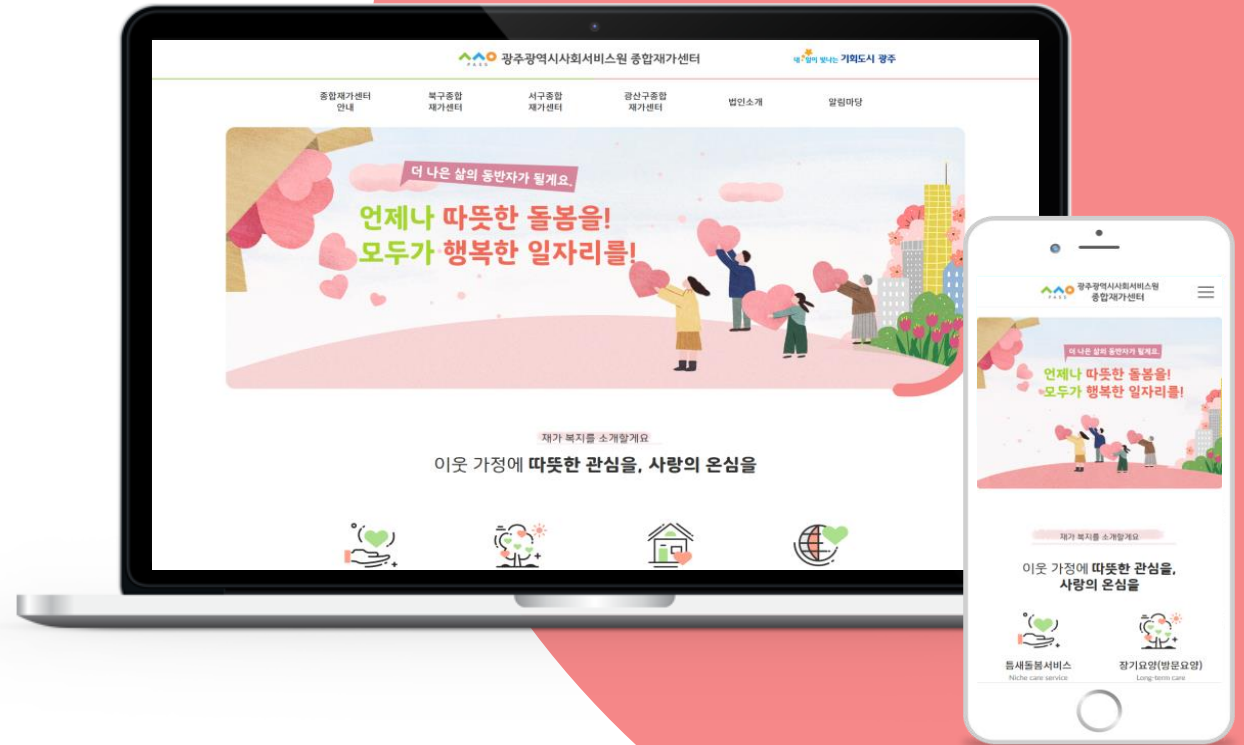 PASS 광주광역시사회서비스원 종합재가센터
내☆일이 빛나는 기회도시 광주
종합재가센터
안내
북구종합
재가센터
서구종합
재가센터
광산구종합
재가센터
법인소개
알림마당
더 나은 삶의 동반자가 될게요.
언제나 따뜻한 돌봄을!
모두가 행복한 일자리를!
재가 복지를 소개할게요
이웃 가정에 따뜻한 관심을, 사랑의 온심을
PASS 광주광역시사회서비스원
종합재가센터
더 나은 삶의 동반자가 될게요.
언제나 따뜻한 돌봄을!
모두가 행복한 일자리를!
재가 복지를 소개할게요
이웃 가정에 따뜻한 관심을,
사랑의 온심을
틈새돌봄서비스
Niche care service
장기요양(방문요양)
Long-term care